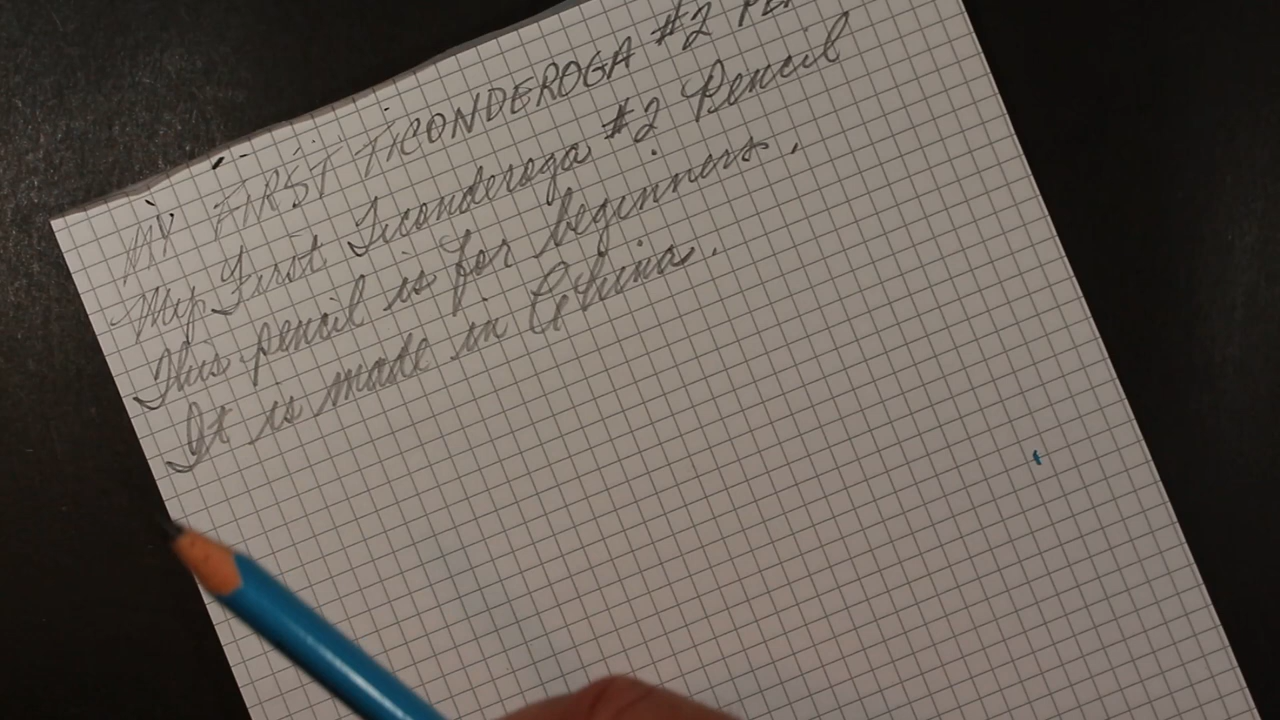 MY FIRST TICONDEROGA #2 PE
My First Ticonderoga #2 Pencil
This pencil is for beginners.
It is made in China.